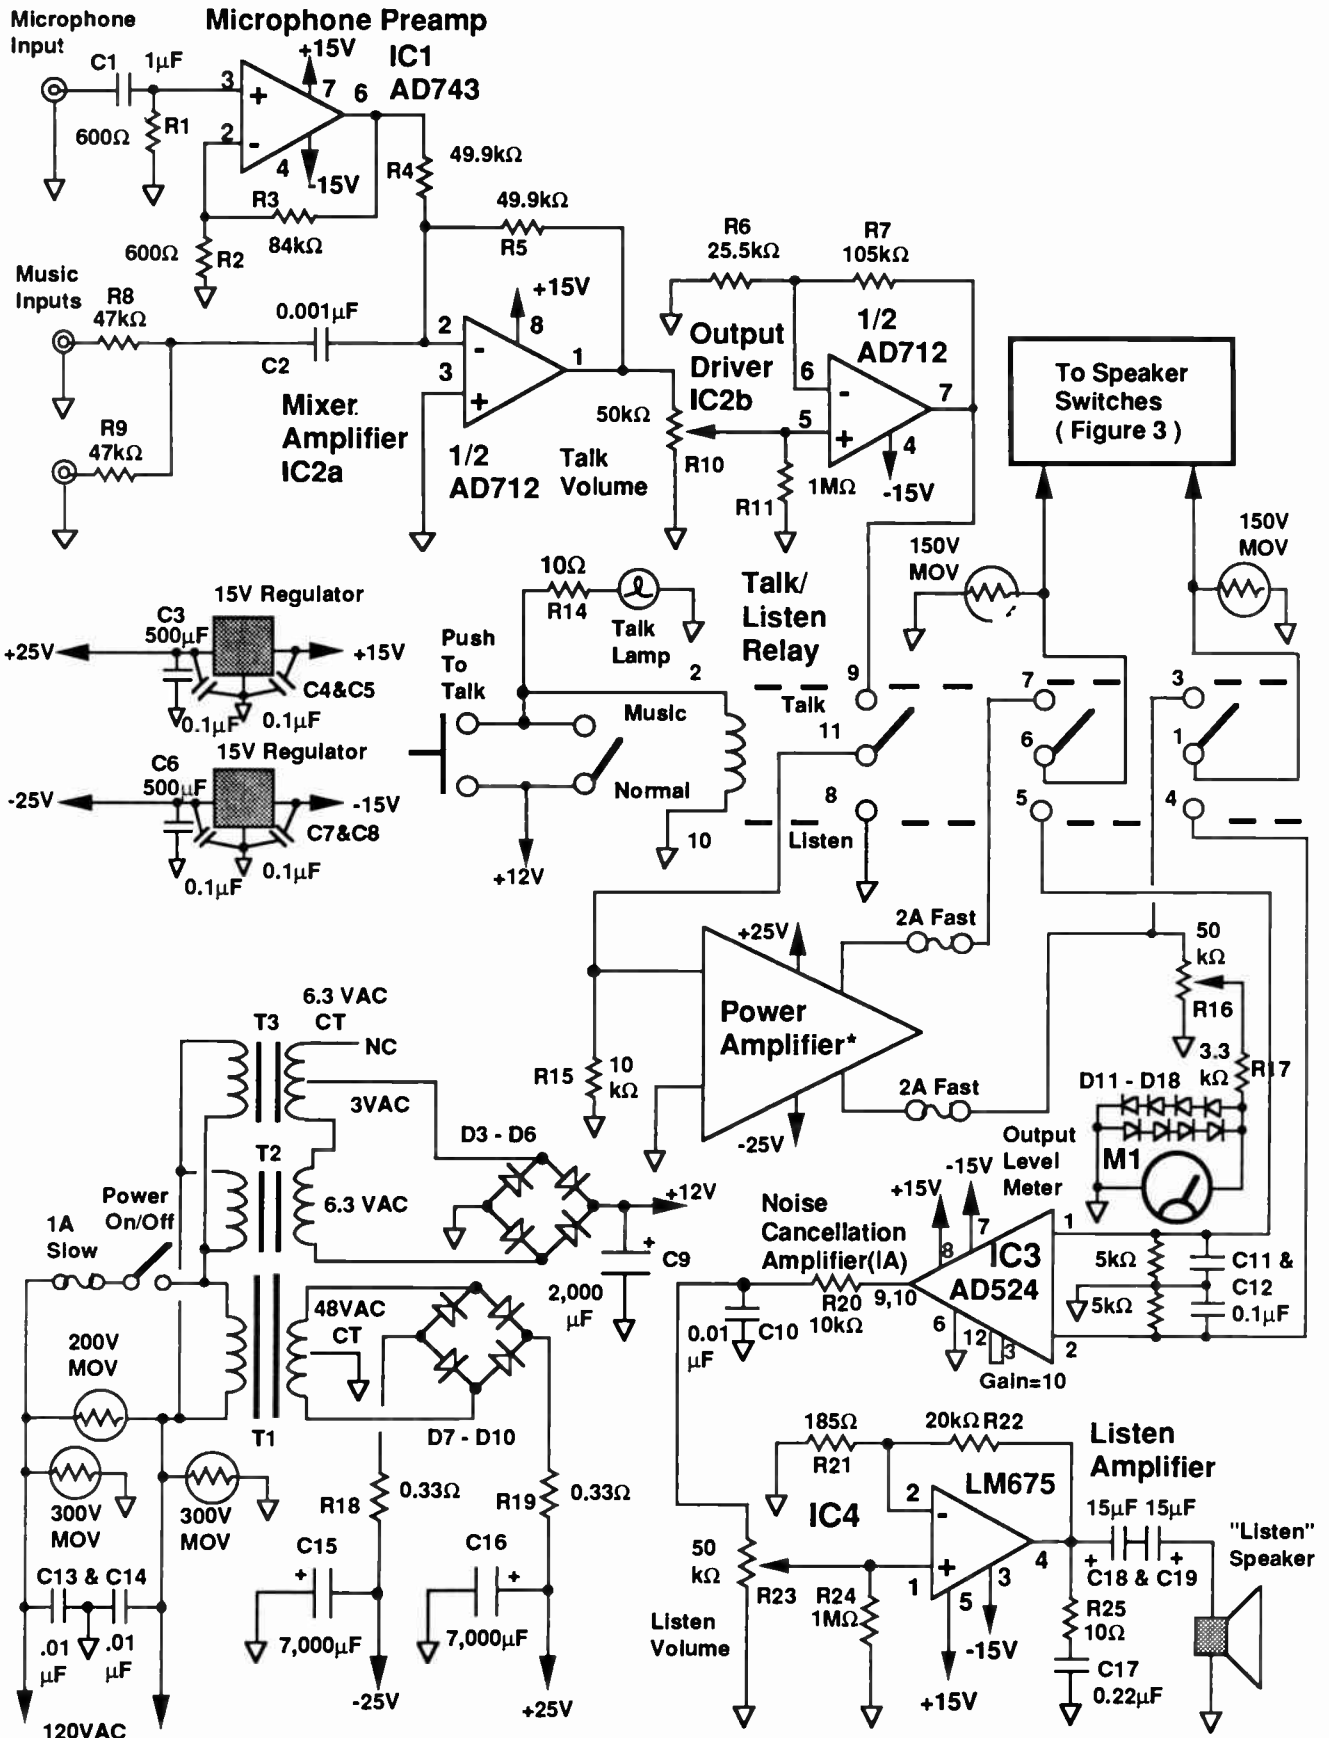 Microphone Input
Microphone Preamp
+15V
IC1
AD743
C1
1µF
3
+
7
6
600Ω
R1
2
-
4
-15V
R4
49.9kΩ
R3
84kΩ
600Ω
R2
49.9kΩ
R5
Music Inputs
R8
47kΩ
0.001µF
C2
+15V
8
2
-
3
+
1
Mixer
Amplifier
IC2a
R9
47kΩ
1/2
AD712
Talk
Volume
50kΩ
R10
R6
25.5kΩ
R7
105kΩ
Output
Driver
IC2b
1/2
AD712
6
-
5
+
7
4
-15V
R11
1MΩ
To Speaker
Switches
( Figure 3 )
150V
MOV
150V
MOV
15V Regulator
C3
500µF
+25V
+15V
C4&C5
0.1µF
0.1µF
15V Regulator
C6
500µF
-25V
-15V
C7&C8
0.1µF
0.1µF
10Ω
R14
Talk
Lamp
Push
To
Talk
Music
Normal
+12V
2
10
Talk/
Listen
Relay
9
Talk
11
8
Listen
7
6
5
3
1
4
2A Fast
+25V
Power
Amplifier*
-25V
2A Fast
R15
10
kΩ
50
kΩ
R16
3.3
kΩ
R17
D11 - D18
M1
Output
Level
Meter
6.3 VAC
CT
T3
NC
3VAC
T2
6.3 VAC
D3 - D6
+12V
+
C9
2,000
µF
Power
On/Off
1A
Slow
48VAC
CT
T1
D7 - D10
200V
MOV
300V
MOV
300V
MOV
C13 & C14
.01
µF
.01
µF
120VAC
R18
0.33Ω
R19
0.33Ω
C15
+
7,000µF
-25V
C16
+
7,000µF
+25V
Noise
Cancellation
Amplifier(IA)
+15V
-15V
8
7
IC3
AD524
1
2
9,10
6
12
3
Gain=10
5kΩ
5kΩ
C11 &
C12
0.1µF
R20
10kΩ
0.01
µF
C10
185Ω
R21
20kΩ
R22
LM675
IC4
2
-
1
+
4
3
5
-15V
+15V
50
kΩ
R23
R24
1MΩ
Listen
Volume
Listen
Amplifier
15µF
15µF
+
+
C18 & C19
R25
10Ω
C17
0.22µF
"Listen"
Speaker